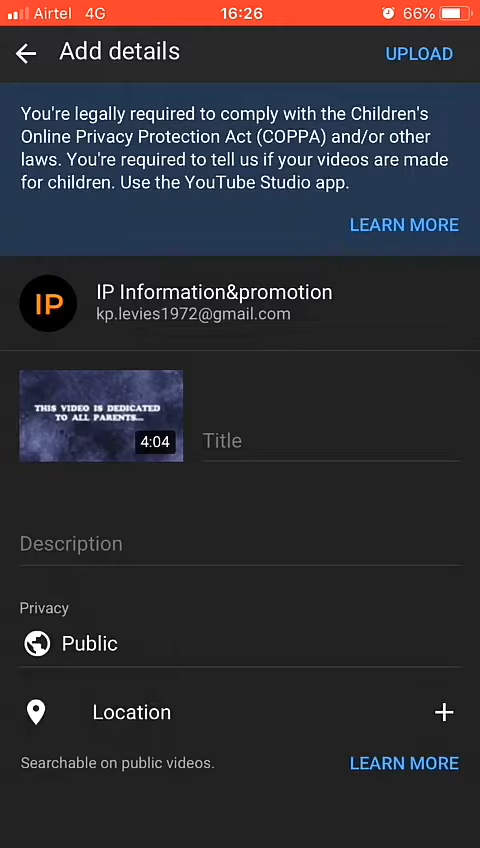 Airtel 4G 16:26 66%
Add details UPLOAD
You're legally required to comply with the Children's
Online Privacy Protection Act (COPPA) and/or other
laws. You're required to tell us if your videos are made
for children. Use the YouTube Studio app.
LEARN MORE
IP IP Information&promotion
kp.levies1972@gmail.com
THIS VIDEO IS DEDICATED
TO ALL PARENTS...
4:04
Title
Description
Privacy
Public
Location
Searchable on public videos. LEARN MORE